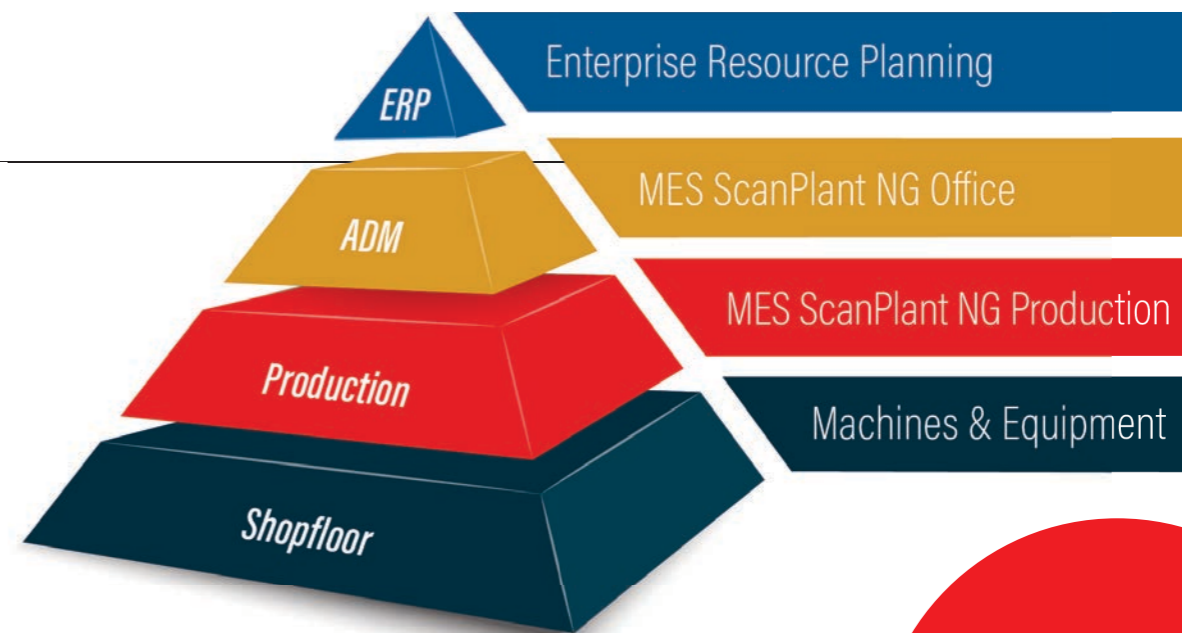 ERP
Enterprise Resource Planning
ADM
MES ScanPlant NG Office
Production
MES ScanPlant NG Production
Shopfloor
Machines & Equipment